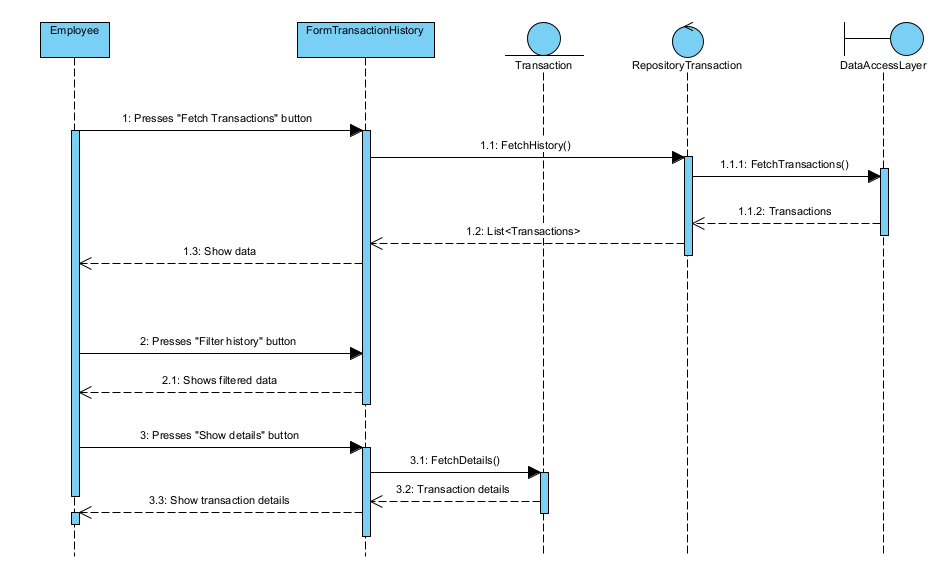 Employee
FormTransactionHistory
Transaction
RepositoryTransaction
DataAccessLayer
1: Presses "Fetch Transactions" button
1.1: FetchHistory()
1.1.1: FetchTransactions()
1.1.2: Transactions
1.2: List<Transactions>
1.3: Show data
2: Presses "Filter history" button
2.1: Shows filtered data
3: Presses "Show details" button
3.1: FetchDetails()
3.2: Transaction details
3.3: Show transaction details